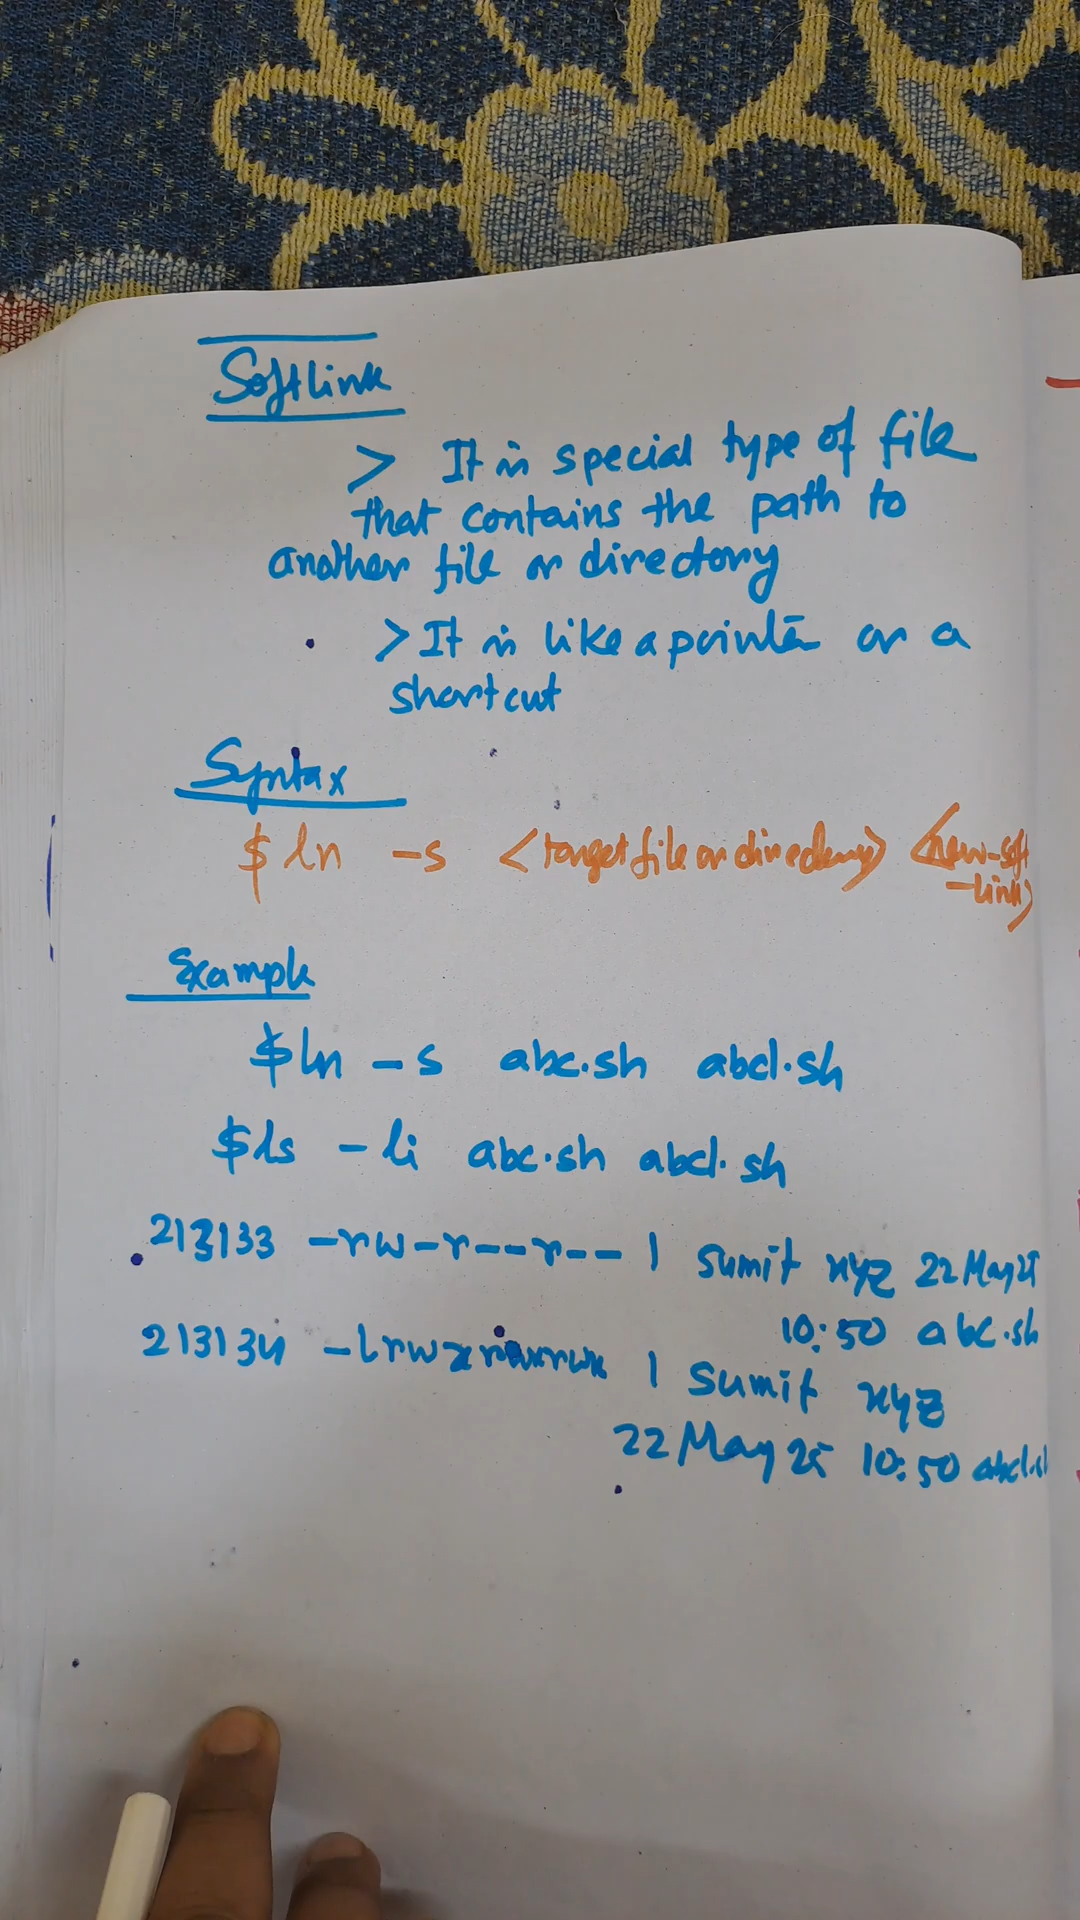 Softlink
> It is special type of file
that contains the path to
another file or directory
> It is like a pointer or a
shortcut
Syntax
$ ln -s <target file or directory> <new-soft
-link>
Example
$ln -s abc.sh abcl.sh
$ls -li abc.sh abcl.sh
213133 -rw-r--r-- 1 sumit xyz 22 May 25
10:50 abc.sh
213134 -lrwxrwxrwx 1 sumit xyz
22 May 25 10:50 abcl.sh